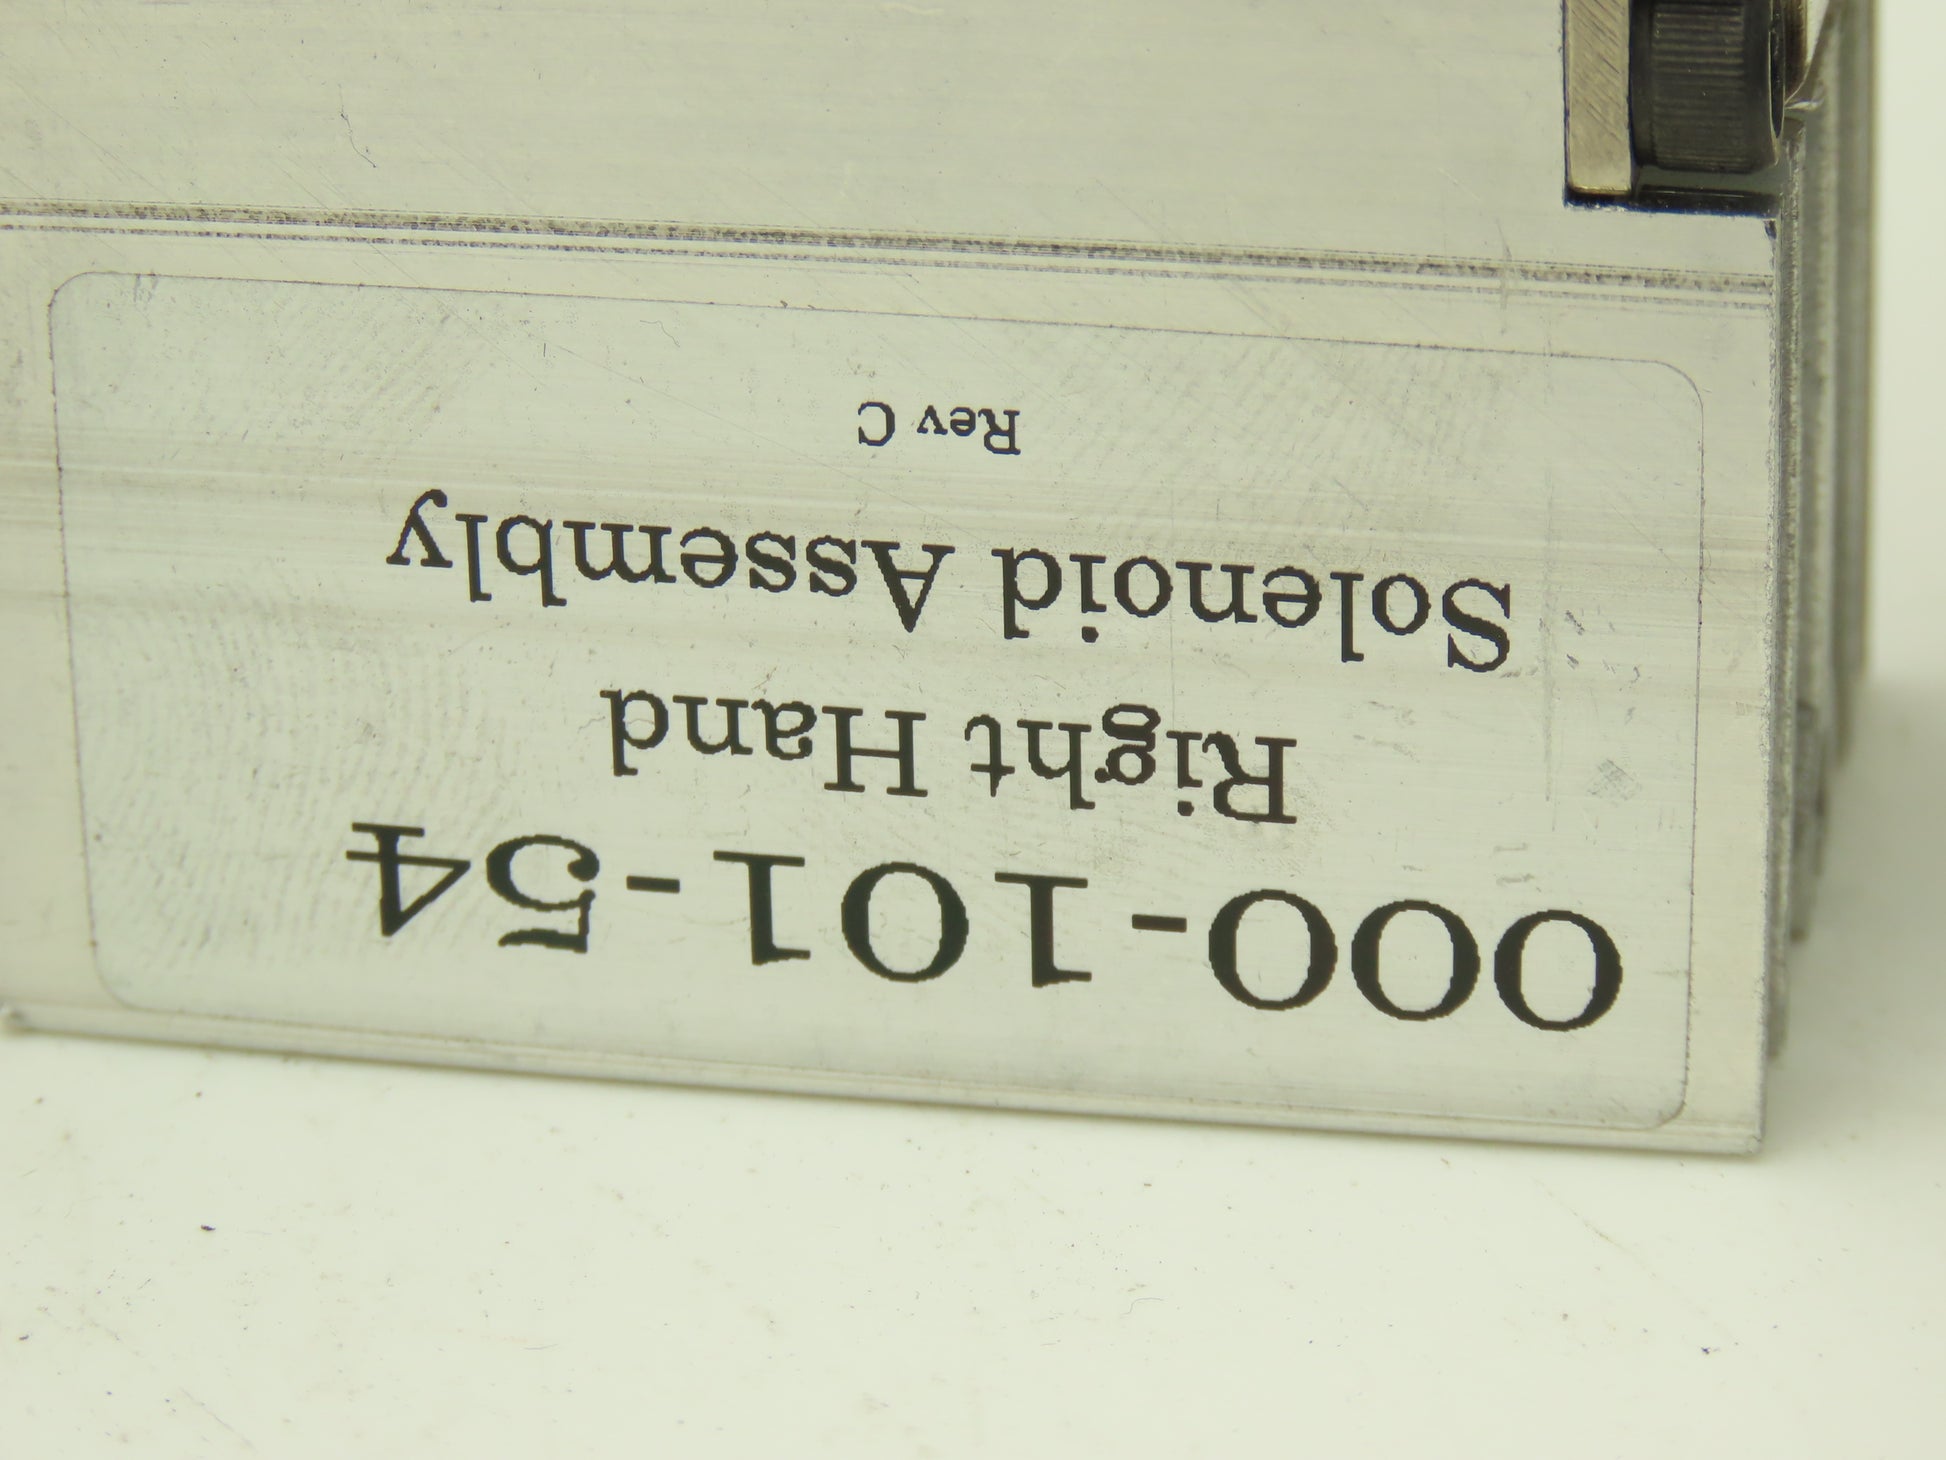 000-101-54
Right Hand
Solenoid Assembly
Rev C